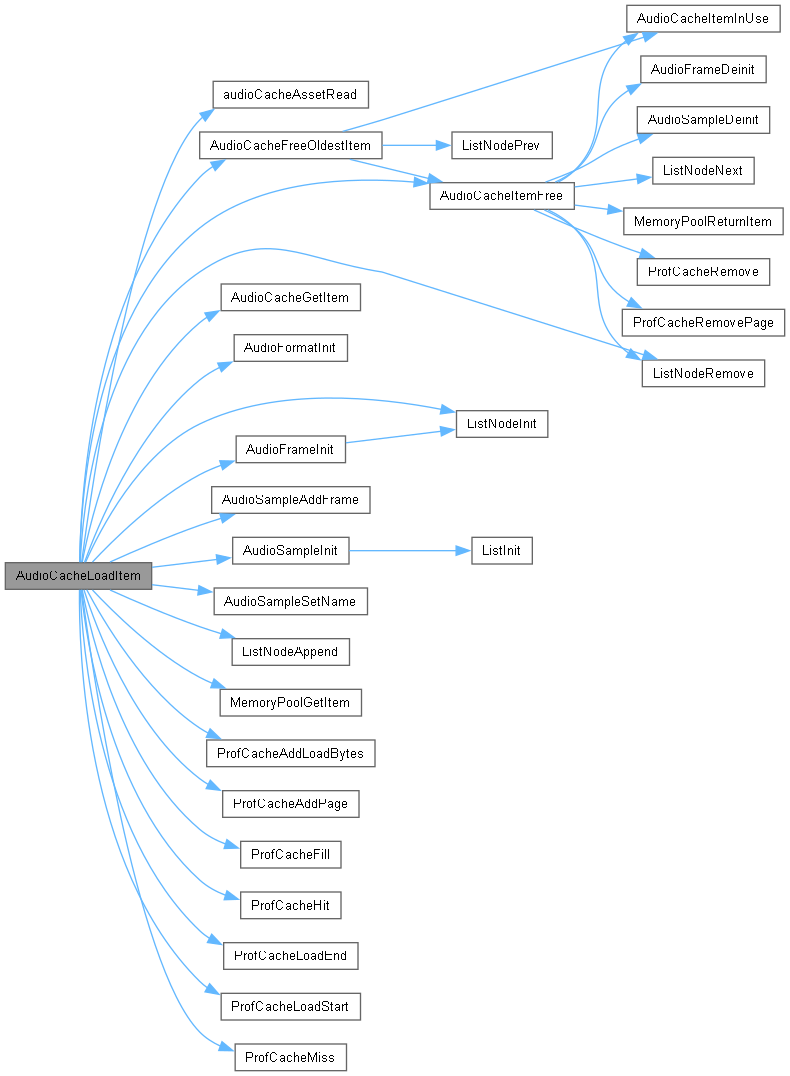 AudioCacheItemInUse
AudioFrameDeinit
audioCacheAssetRead
AudioSampleDeinit
AudioCacheFreeOldestItem
ListNodePrev
ListNodeNext
AudioCacheItemFree
MemoryPoolReturnItem
ProfCacheRemove
AudioCacheGetItem
ProfCacheRemovePage
AudioFormatInit
ListNodeRemove
ListNodeInit
AudioFrameInit
AudioSampleAddFrame
AudioSampleInit
ListInit
AudioCacheLoadItem
AudioSampleSetName
ListNodeAppend
MemoryPoolGetItem
ProfCacheAddLoadBytes
ProfCacheAddPage
ProfCacheFill
ProfCacheHit
ProfCacheLoadEnd
ProfCacheLoadStart
ProfCacheMiss